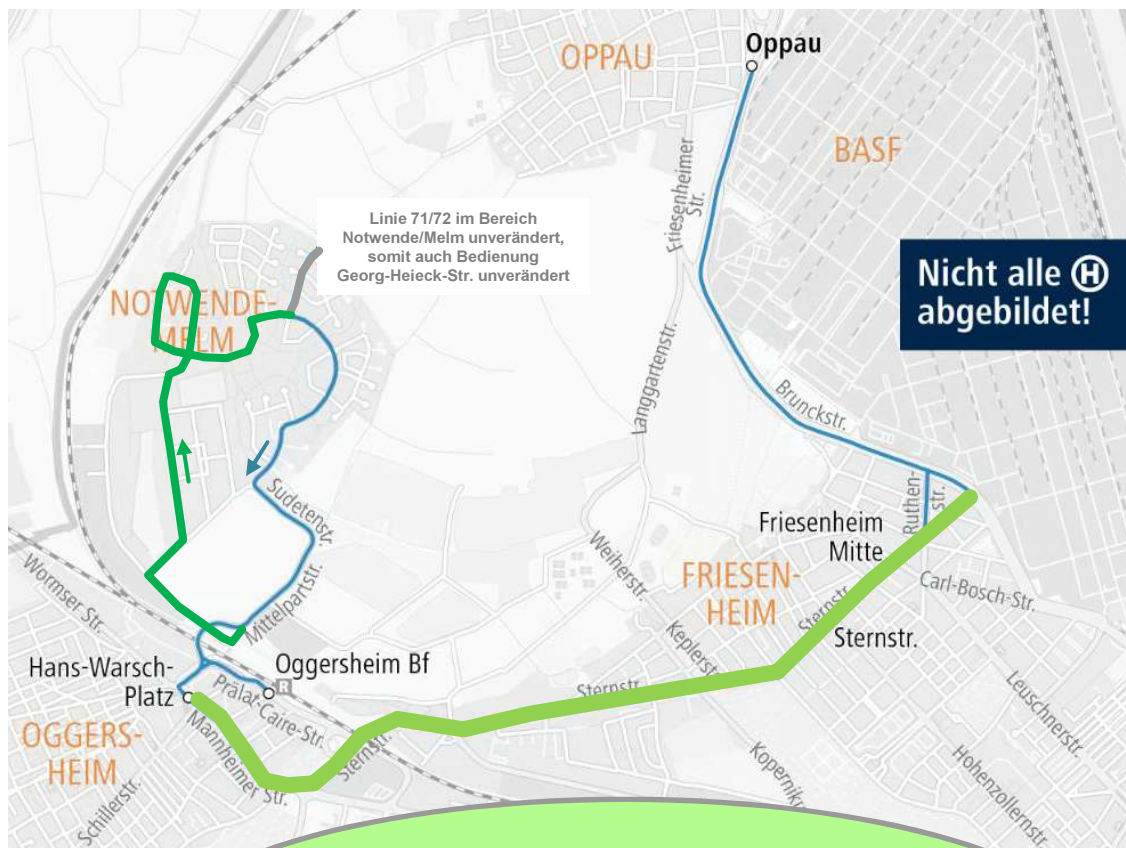 Oppau
OPPAU
BASF
Friesenheimer
Str.
Linie 71/72 im Bereich
Notwende/Melm unverändert,
somit auch Bedienung
Georg-Heieck-Str. unverändert
Nicht alle H
abgebildet!
NOTWENDE-
MELM
Langgartenstr.
Brunckstr.
Ruthen-
str.
Sudetenstr.
Friesenheim
Mitte
Weiherstr.
FRIESEN-
HEIM
Carl-Bosch-Str.
Wormser Str.
Mittelpartstr.
Sternstr.
Sternstr.
Keplerstr.
Hans-Warsch-
Platz
Oggersheim Bf
R
Prälat-Caire-Str.
Sternstr.
Leuschnerstr.
OGGERS-
HEIM
Mannheimer Str.
Sternstr.
Schillerstr.
Hohenzollernstr.